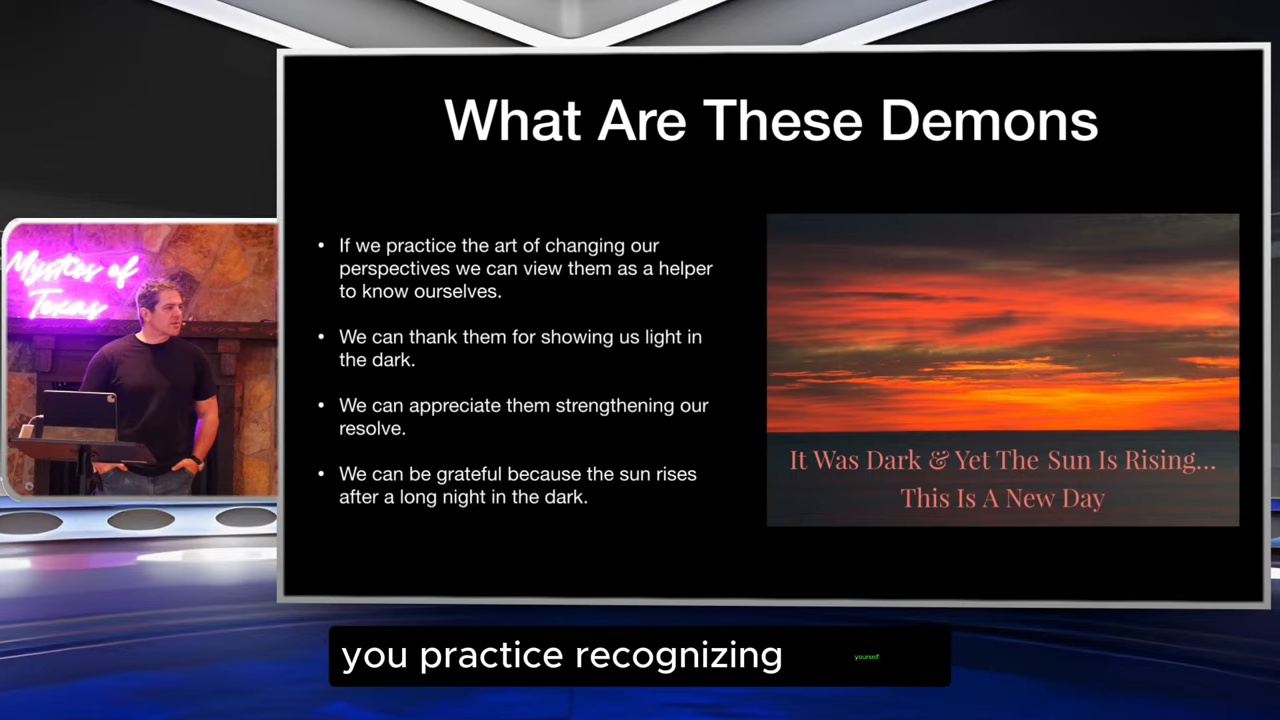 What Are These Demons
Mystics of
Texas
• If we practice the art of changing our
perspectives we can view them as a helper
to know ourselves.
• We can thank them for showing us light in
the dark.
• We can appreciate them strengthening our
resolve.
• We can be grateful because the sun rises
after a long night in the dark.
It Was Dark & Yet The Sun Is Rising...
This Is A New Day
you practice recognizing yourself